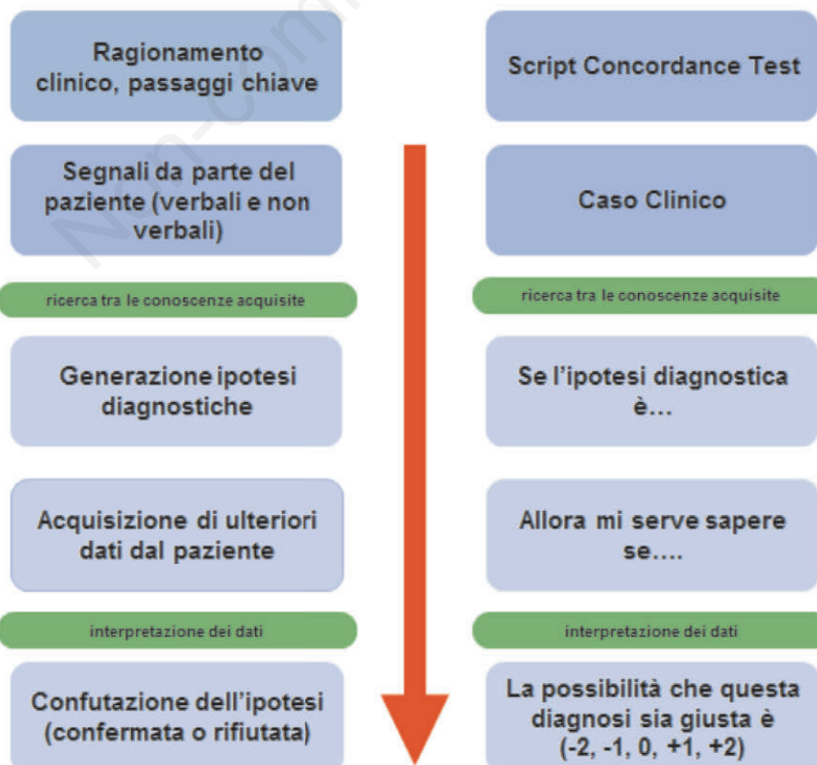 Ragionamento
clinico, passaggi chiave
Segnali da parte del
paziente (verbali e non
verbali)
ricerca tra le conoscenze acquisite
Generazione ipotesi
diagnostiche
Acquisizione di ulteriori
dati dal paziente
interpretazione dei dati
Confutazione dell'ipotesi
(confermata o rifiutata)
Script Concordance Test
Caso Clinico
ricerca tra le conoscenze acquisite
Se l'ipotesi diagnostica
è...
Allora mi serve sapere
se....
interpretazione dei dati
La possibilità che questa
diagnosi sia giusta è
(-2, -1, 0, +1, +2)